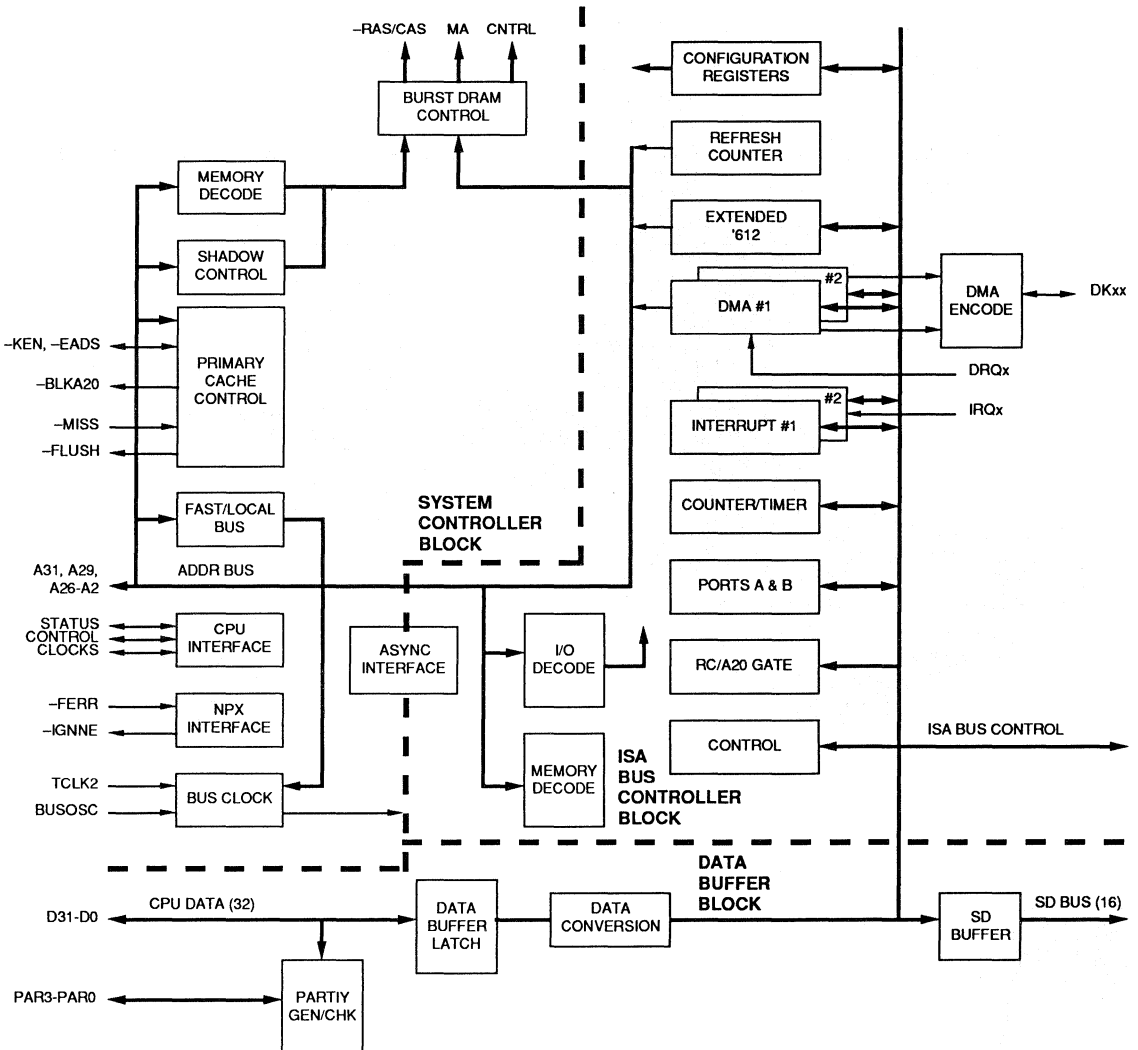 –RAS/CAS
MA
CNTRL
BURST DRAM
CONTROL
CONFIGURATION
REGISTERS
REFRESH
COUNTER
MEMORY
DECODE
EXTENDED
'612
SHADOW
CONTROL
#2
DMA #1
DMA
ENCODE
DKxx
–KEN, –EADS
PRIMARY
CACHE
CONTROL
–BLKA20
–MISS
–FLUSH
DRQx
#2
INTERRUPT #1
IRQx
FAST/LOCAL
BUS
SYSTEM
CONTROLLER
BLOCK
COUNTER/TIMER
A31, A29,
A26-A2
ADDR BUS
PORTS A & B
STATUS
CONTROL
CLOCKS
CPU
INTERFACE
ASYNC
INTERFACE
I/O
DECODE
RC/A20 GATE
–FERR
–IGNNE
NPX
INTERFACE
CONTROL
ISA BUS CONTROL
TCLK2
BUSOSC
BUS CLOCK
MEMORY
DECODE
ISA
BUS
CONTROLLER
BLOCK
DATA
BUFFER
BLOCK
D31-D0
CPU DATA (32)
DATA
BUFFER
LATCH
DATA
CONVERSION
SD
BUFFER
SD BUS (16)
PAR3-PAR0
PARTIY
GEN/CHK